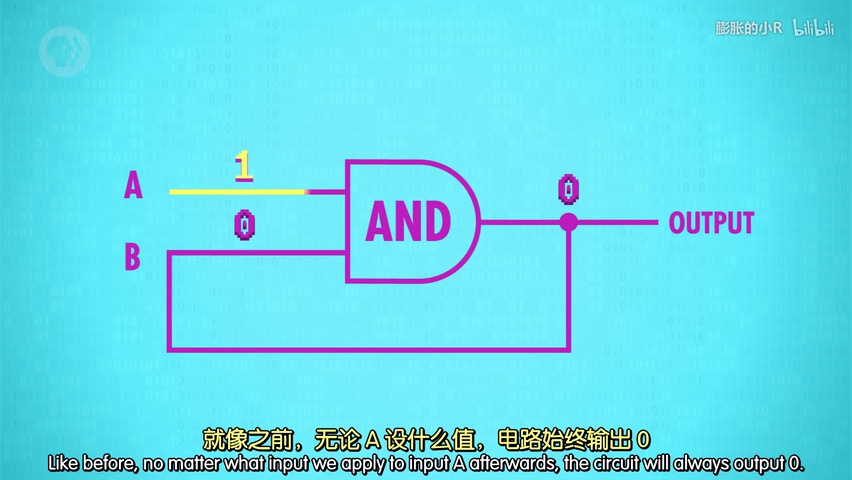 膨胀的小R bilibili
1
A
0
B
AND
0
OUTPUT
就像之前，无论 A 设什么值，电路始终输出 0
Like before, no matter what input we apply to input A afterwards, the circuit will always output 0.